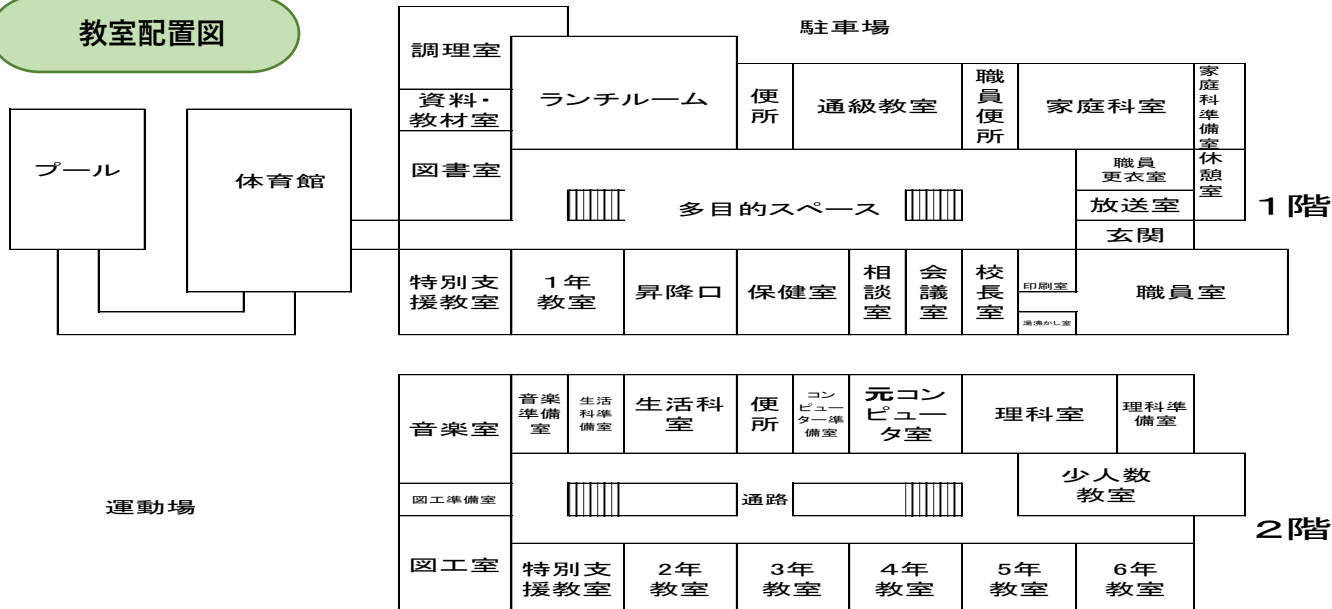 教室配置図
駐車場
調理室
資料・
教材室
図書室
ランチルーム
便所
通級教室
職員便所
家庭科室
家庭科準備室
休憩室
職員
更衣室
放送室
玄関
プール
体育館
多目的スペース
1階
特別支
援教室
1年
教室
昇降口
保健室
相談室
会議室
校長室
印刷室
湯沸かし室
職員室
音楽室
音楽
準備
室
生活
科準
備室
生活科
室
便所
コン
ピュー
ター準
備室
元コン
ピュー
タ室
理科室
理科準
備室
少人数
教室
運動場
図工準備室
通路
2階
図工室
特別支
援教室
2年
教室
3年
教室
4年
教室
5年
教室
6年
教室